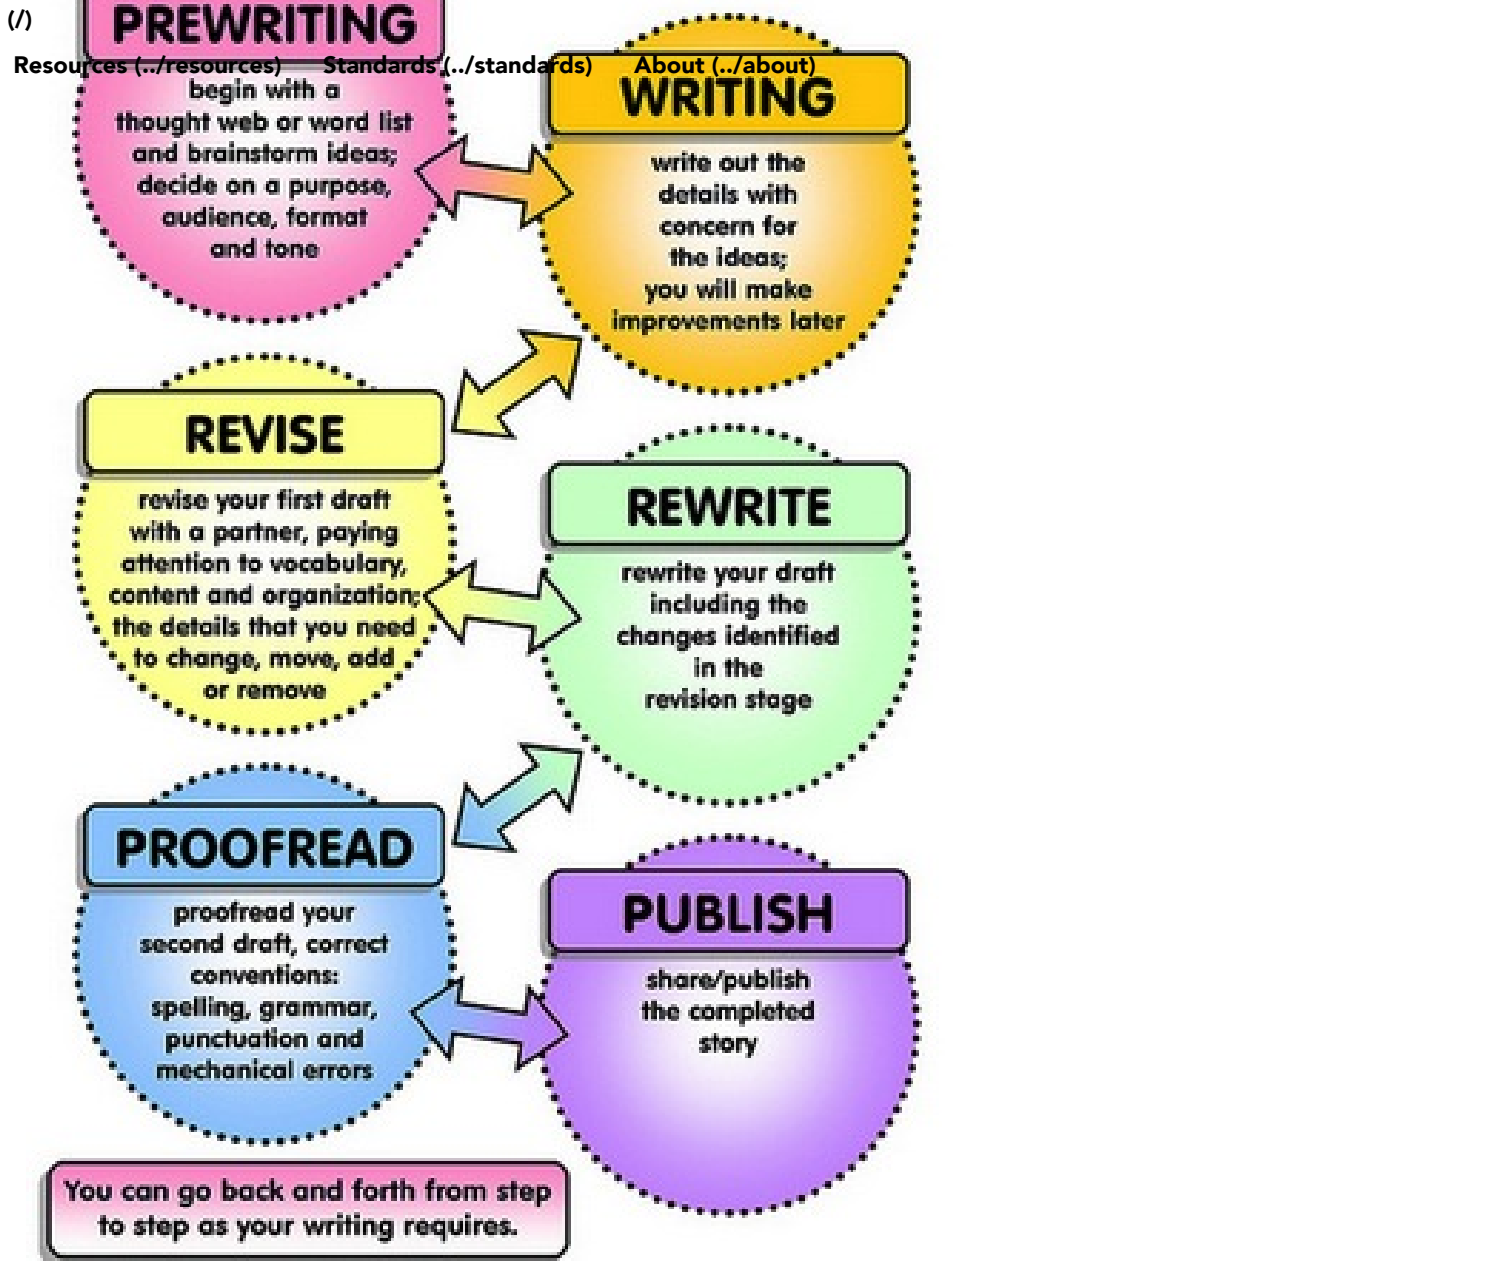 (/)
PREWRITING
Resources (../resources) Standards (../standards) About (../about)
begin with a
thought web or word list
and brainstorm ideas;
decide on a purpose,
audience, format
and tone
WRITING
write out the
details with
concern for
the ideas;
you will make
improvements later
REVISE
revise your first draft
with a partner, paying
attention to vocabulary,
content and organization;
the details that you need
to change, move, add
or remove
REWRITE
rewrite your draft
including the
changes identified
in the
revision stage
PROOFREAD
proofread your
second draft, correct
conventions:
spelling, grammar,
punctuation and
mechanical errors
PUBLISH
share/publish
the completed
story
You can go back and forth from step
to step as your writing requires.